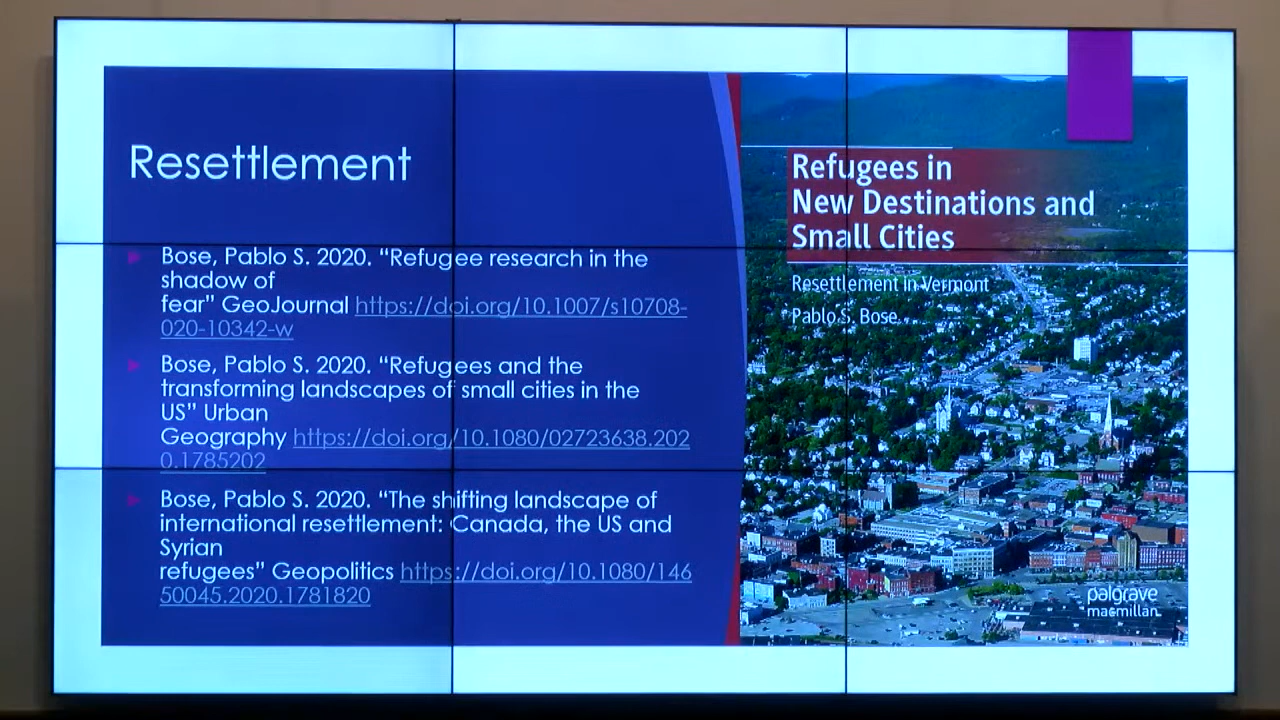 Resettlement
Bose, Pablo S. 2020. “Refugee research in the
shadow of
fear” GeoJournal https://doi.org/10.1007/s10708-
020-10342-w
Bose, Pablo S. 2020. “Refugees and the
transforming landscapes of small cities in the
US” Urban
Geography https://doi.org/10.1080/02723638.202
0.1785202
Bose, Pablo S. 2020. “The shifting landscape of
international resettlement: Canada, the US and
Syrian
refugees” Geopolitics https://doi.org/10.1080/146
50045.2020.1781820
Refugees in
New Destinations and
Small Cities
Resettlement in Vermont
Pablo S. Bose
palgrave
macmillan